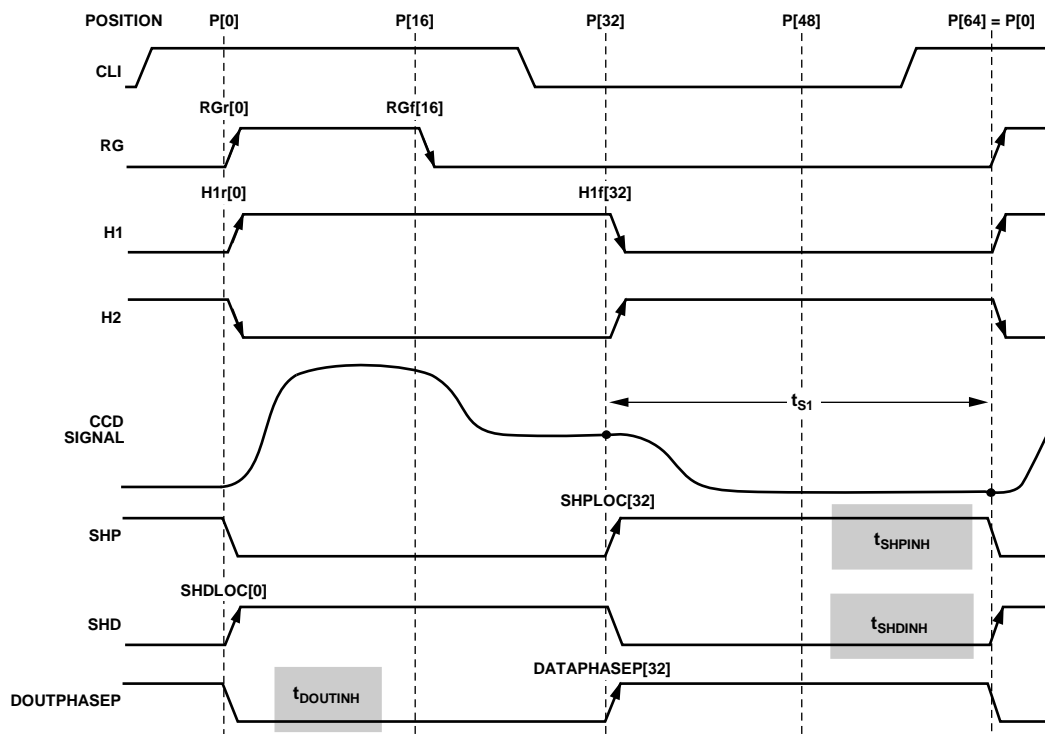 POSITION P[0] P[16] P[32] P[48] P[64] = P[0]
CLI
RGr[0] RGf[16]
RG
H1r[0] H1f[32]
H1
H2
tS1
CCD
SIGNAL
SHPLOC[32]
SHP
tSHPINH
SHDLOC[0]
SHD
tSHDINH
DATAPHASEP[32]
DOUTPHASEP
tDOUTINH